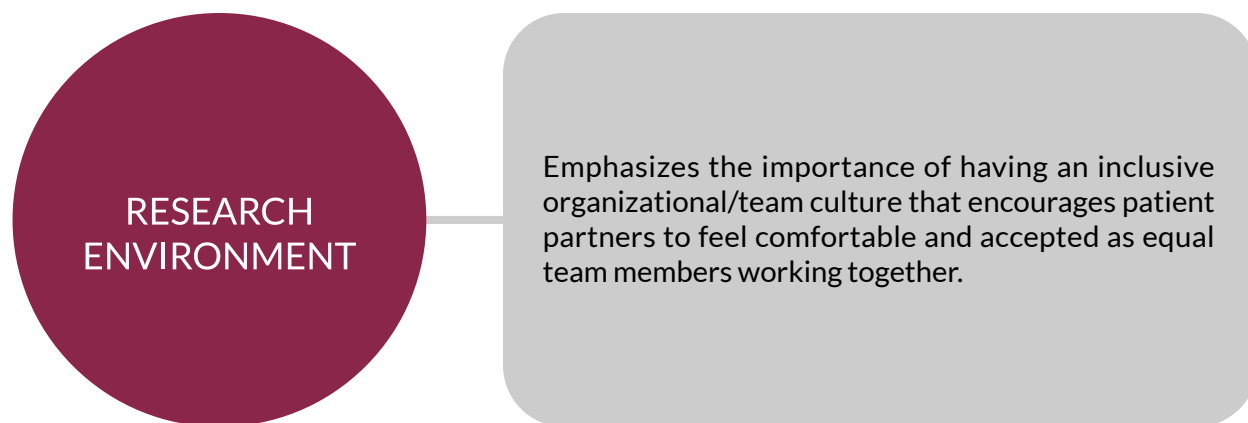 RESEARCH
ENVIRONMENT
Emphasizes the importance of having an inclusive
organizational/team culture that encourages patient
partners to feel comfortable and accepted as equal
team members working together.